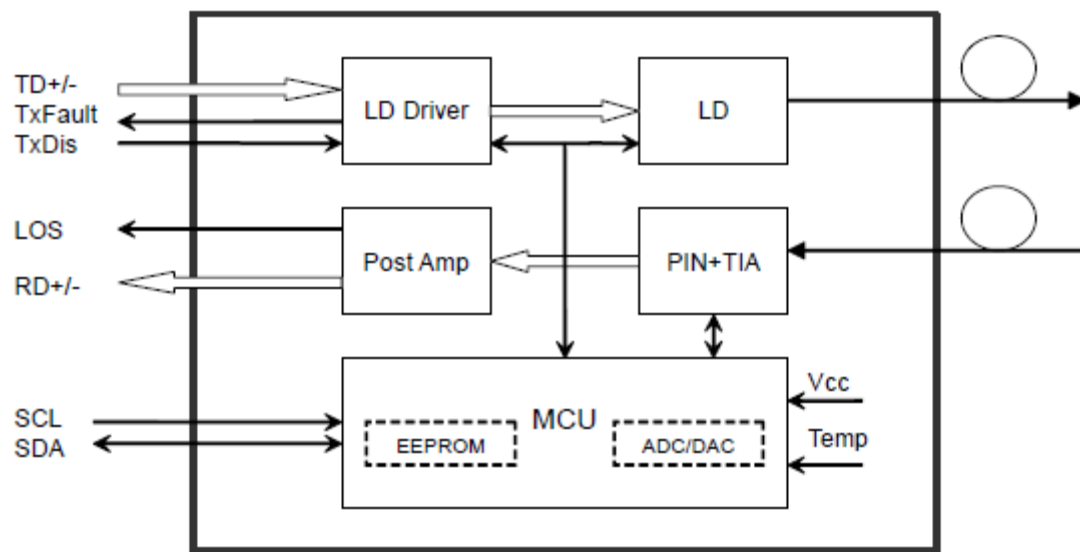 TD+/-
TxFault
TxDis
LD Driver
LD
LOS
RD+/-
Post Amp
PIN+TIA
SCL
SDA
MCU
EEPROM
ADC/DAC
Vcc
Temp